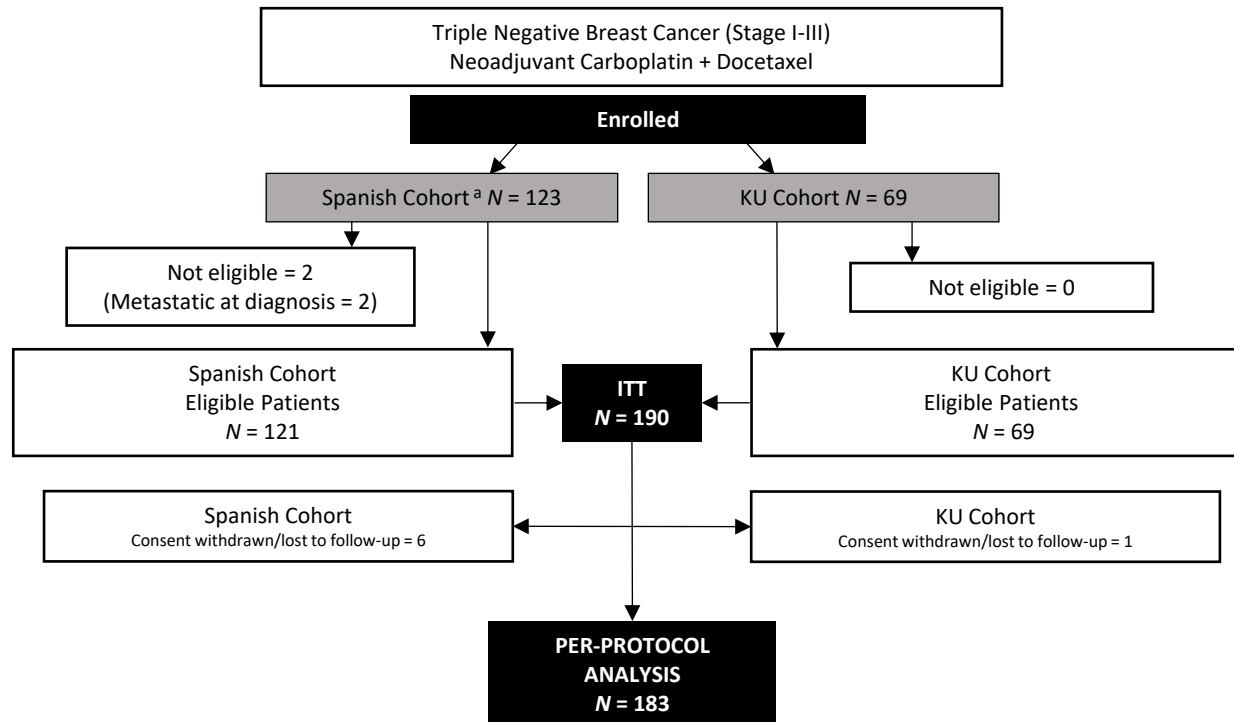 Triple Negative Breast Cancer (Stage I-III)
Neoadjuvant Carboplatin + Docetaxel
Enrolled
Spanish Cohort ᵃ N = 123
KU Cohort N = 69
Not eligible = 2
(Metastatic at diagnosis = 2)
Not eligible = 0
Spanish Cohort
Eligible Patients
N = 121
ITT
N = 190
KU Cohort
Eligible Patients
N = 69
Spanish Cohort
Consent withdrawn/lost to follow-up = 6
KU Cohort
Consent withdrawn/lost to follow-up = 1
PER-PROTOCOL
ANALYSIS
N = 183